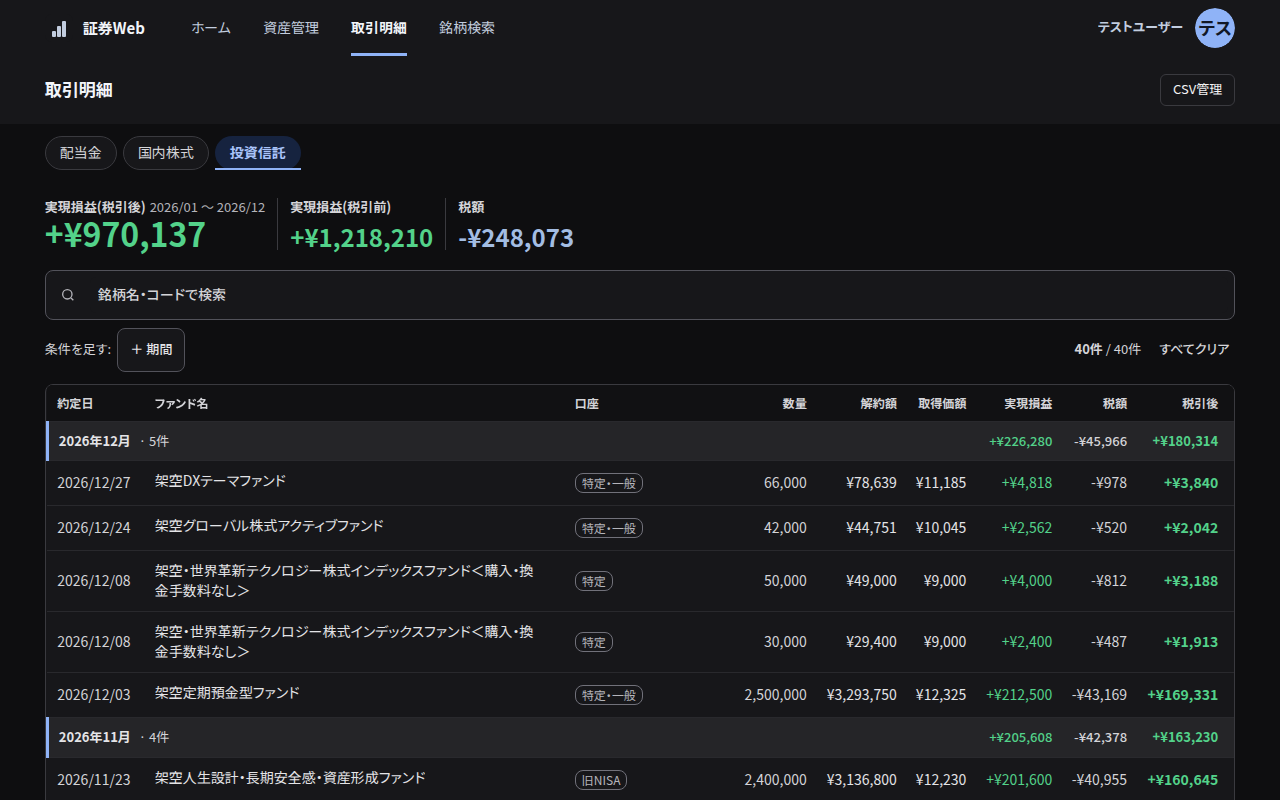 証券Web ホーム 資産管理 取引明細 銘柄検索 テストユーザー テス
取引明細 CSV管理
配当金 国内株式 投資信託
実現損益(税引後) 2026/01 〜 2026/12 実現損益(税引前) 税額
+¥970,137 +¥1,218,210 -¥248,073
銘柄名・コードで検索
条件を足す: ＋ 期間 40件 / 40件 すべてクリア
約定日 ファンド名 口座 数量 解約額 取得価額 実現損益 税額 税引後
2026年12月 · 5件 +¥226,280 -¥45,966 +¥180,314
2026/12/27 架空DXテーマファンド 特定・一般 66,000 ¥78,639 ¥11,185 +¥4,818 -¥978 +¥3,840
2026/12/24 架空グローバル株式アクティブファンド 特定・一般 42,000 ¥44,751 ¥10,045 +¥2,562 -¥520 +¥2,042
2026/12/08 架空・世界革新テクノロジー株式インデックスファンド＜購入・換 特定 50,000 ¥49,000 ¥9,000 +¥4,000 -¥812 +¥3,188
金手数料なし＞
2026/12/08 架空・世界革新テクノロジー株式インデックスファンド＜購入・換 特定 30,000 ¥29,400 ¥9,000 +¥2,400 -¥487 +¥1,913
金手数料なし＞
2026/12/03 架空定期預金型ファンド 特定・一般 2,500,000 ¥3,293,750 ¥12,325 +¥212,500 -¥43,169 +¥169,331
2026年11月 · 4件 +¥205,608 -¥42,378 +¥163,230
2026/11/23 架空人生設計・長期安全感・資産形成ファンド 旧NISA 2,400,000 ¥3,136,800 ¥12,230 +¥201,600 -¥40,955 +¥160,645